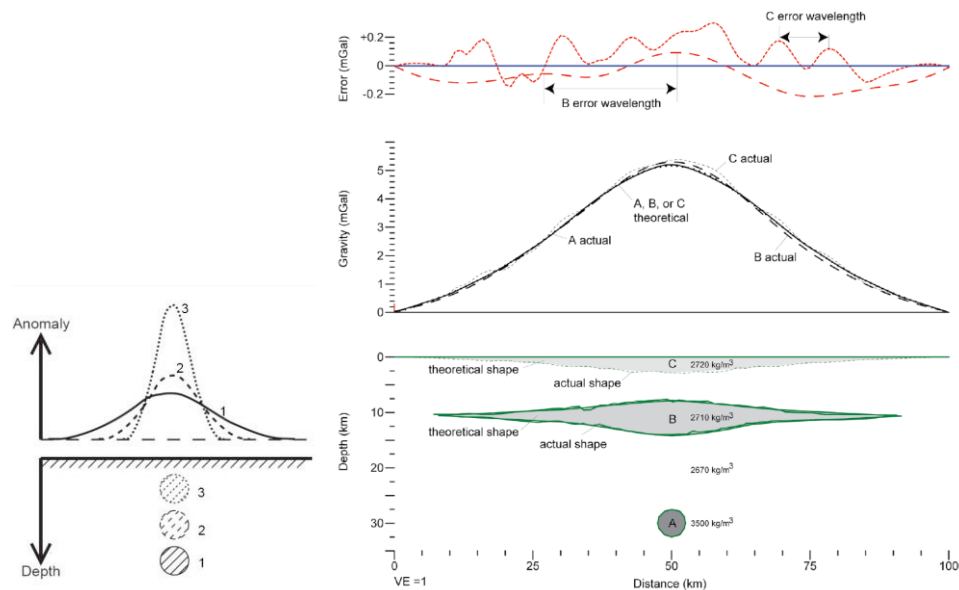 Anomaly
3
2
1
3
2
1
Depth
Error (mGal)
+0.2
0
-0.2
C error wavelength
B error wavelength
Gravity (mGal)
5
4
3
2
1
0
C actual
A, B, or C
theoretical
A actual
B actual
Depth (km)
0
10
20
30
theoretical shape
actual shape
C 2720 kg/m³
theoretical shape
actual shape
B 2710 kg/m³
2670 kg/m³
A 3500 kg/m³
0 25 50 75 100
VE =1
Distance (km)